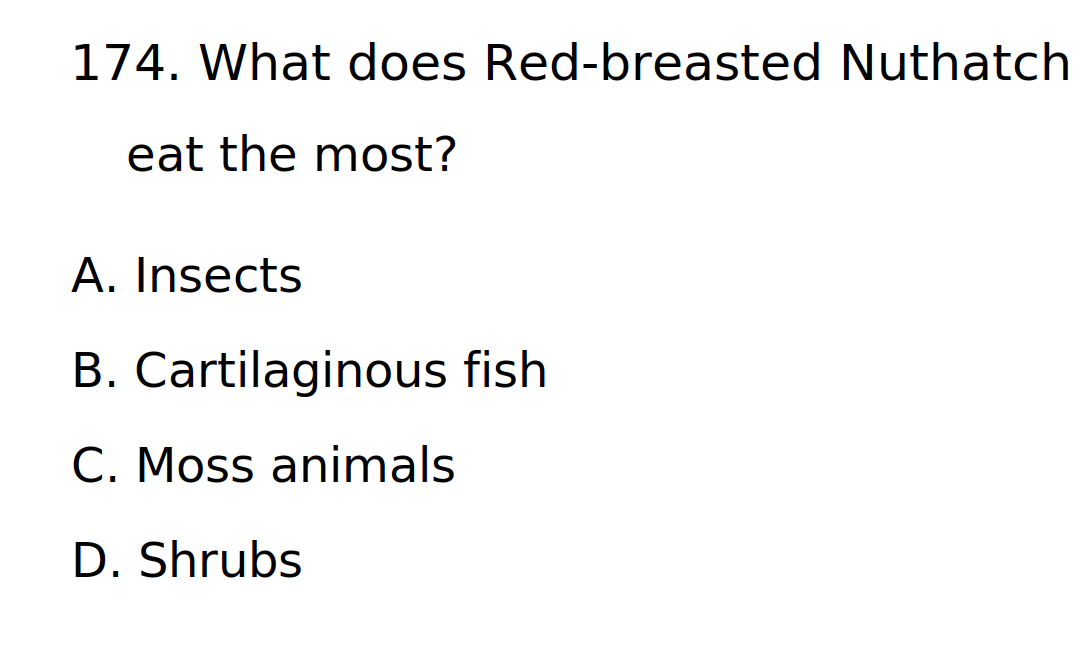 174. What does Red-breasted Nuthatch
eat the most?
A. Insects
B. Cartilaginous fish
C. Moss animals
D. Shrubs